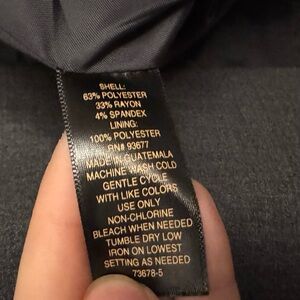 SHELL:
63% POLYESTER
33% RAYON
4% SPANDEX
LINING:
100% POLYESTER
RN# 93677
MADE IN GUATEMALA
MACHINE WASH COLD
GENTLE CYCLE
WITH LIKE COLORS
USE ONLY
NON-CHLORINE
BLEACH WHEN NEEDED
TUMBLE DRY LOW
IRON ON LOWEST
SETTING AS NEEDED
73678-5